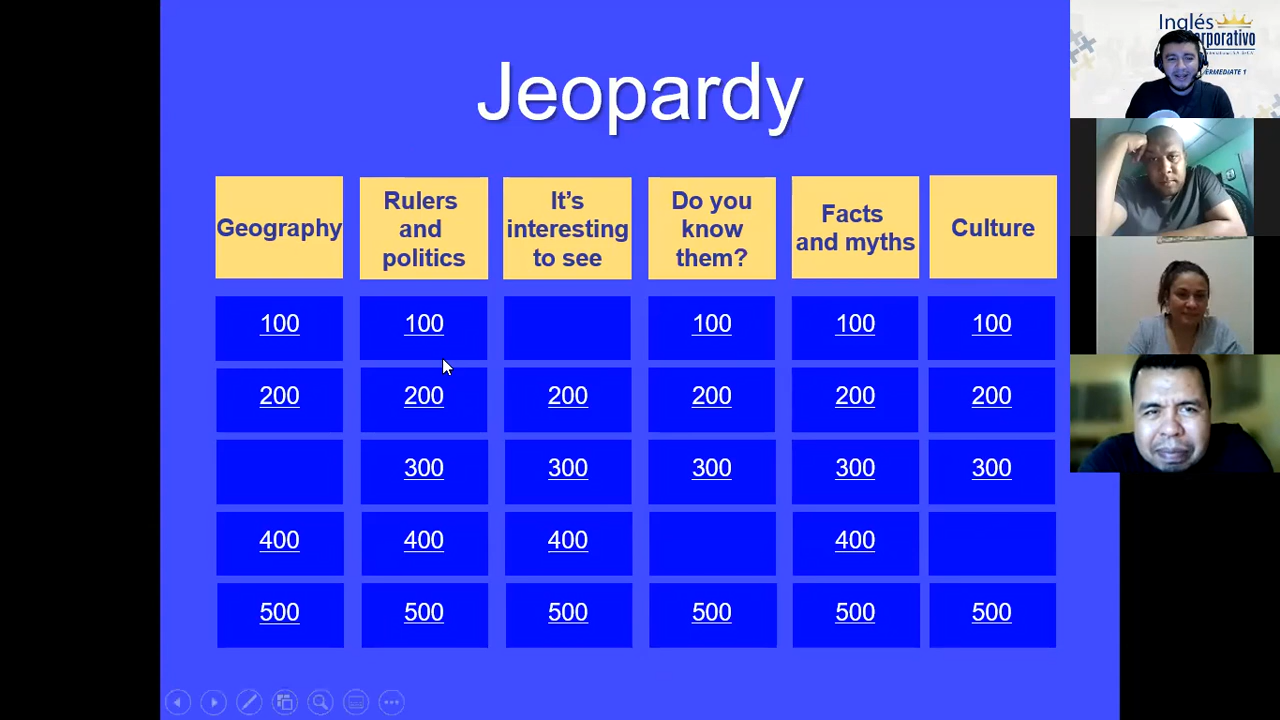 Jeopardy
Geography
Rulers
and
politics
It's
interesting
to see
Do you
know
them?
Facts
and myths
Culture
100 100 100 100 100
200 200 200 200 200 200
300 300 300 300 300
400 400 400 400
500 500 500 500 500 500
Inglés